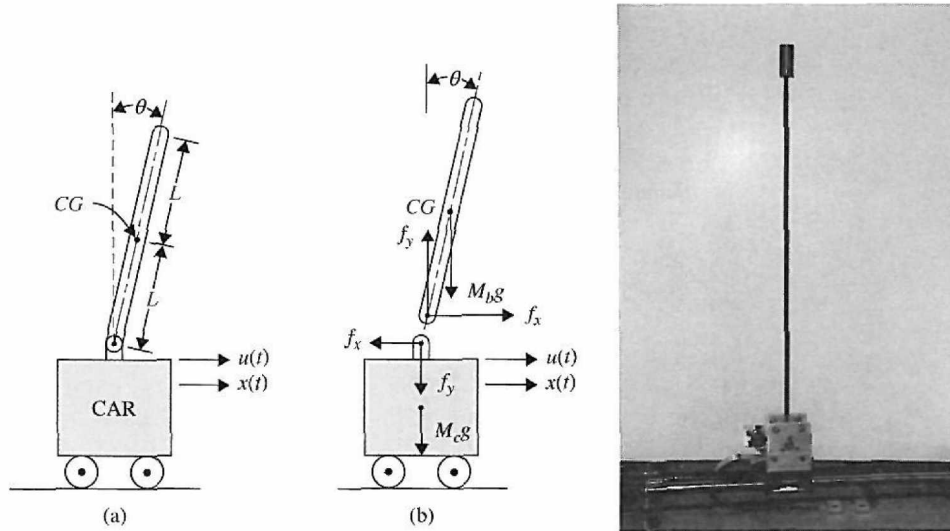 θ
CG
L
L
u(t)
x(t)
CAR
(a)
θ
CG
f_y
M_bg
f_x
f_x
u(t)
f_y
x(t)
M_cg
(b)